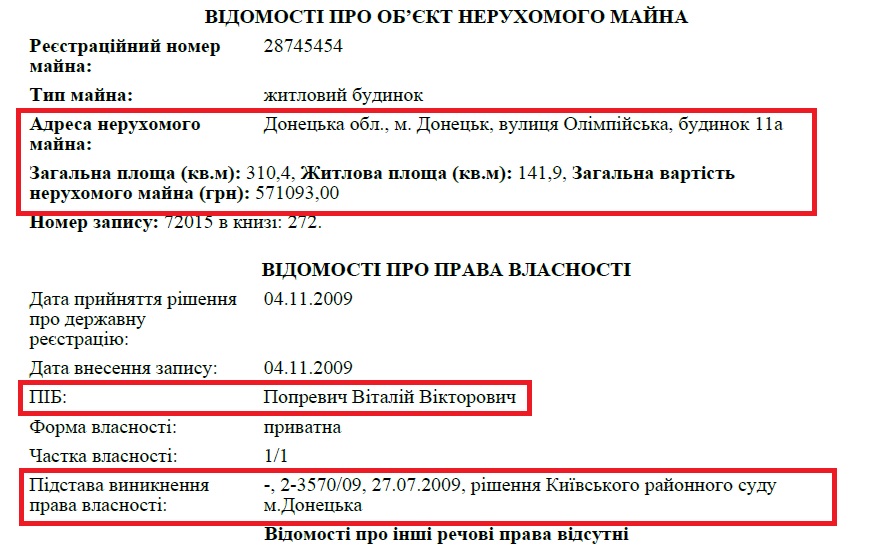 ВІДОМОСТІ ПРО ОБ’ЄКТ НЕРУХОМОГО МАЙНА
Реєстраційний номер майна: 28745454
Тип майна: житловий будинок
Адреса нерухомого майна: Донецька обл., м. Донецьк, вулиця Олімпійська, будинок 11а
Загальна площа (кв.м): 310,4, Житлова площа (кв.м): 141,9, Загальна вартість
нерухомого майна (грн): 571093,00
Номер запису: 72015 в книзі: 272.
ВІДОМОСТІ ПРО ПРАВА ВЛАСНОСТІ
Дата прийняття рішення про державну реєстрацію: 04.11.2009
Дата внесення запису: 04.11.2009
ПІБ: Попревич Віталій Вікторович
Форма власності: приватна
Частка власності: 1/1
Підстава виникнення права власності: -, 2-3570/09, 27.07.2009, рішення Київського районного суду м.Донецька
Відомості про інші речові права відсутні